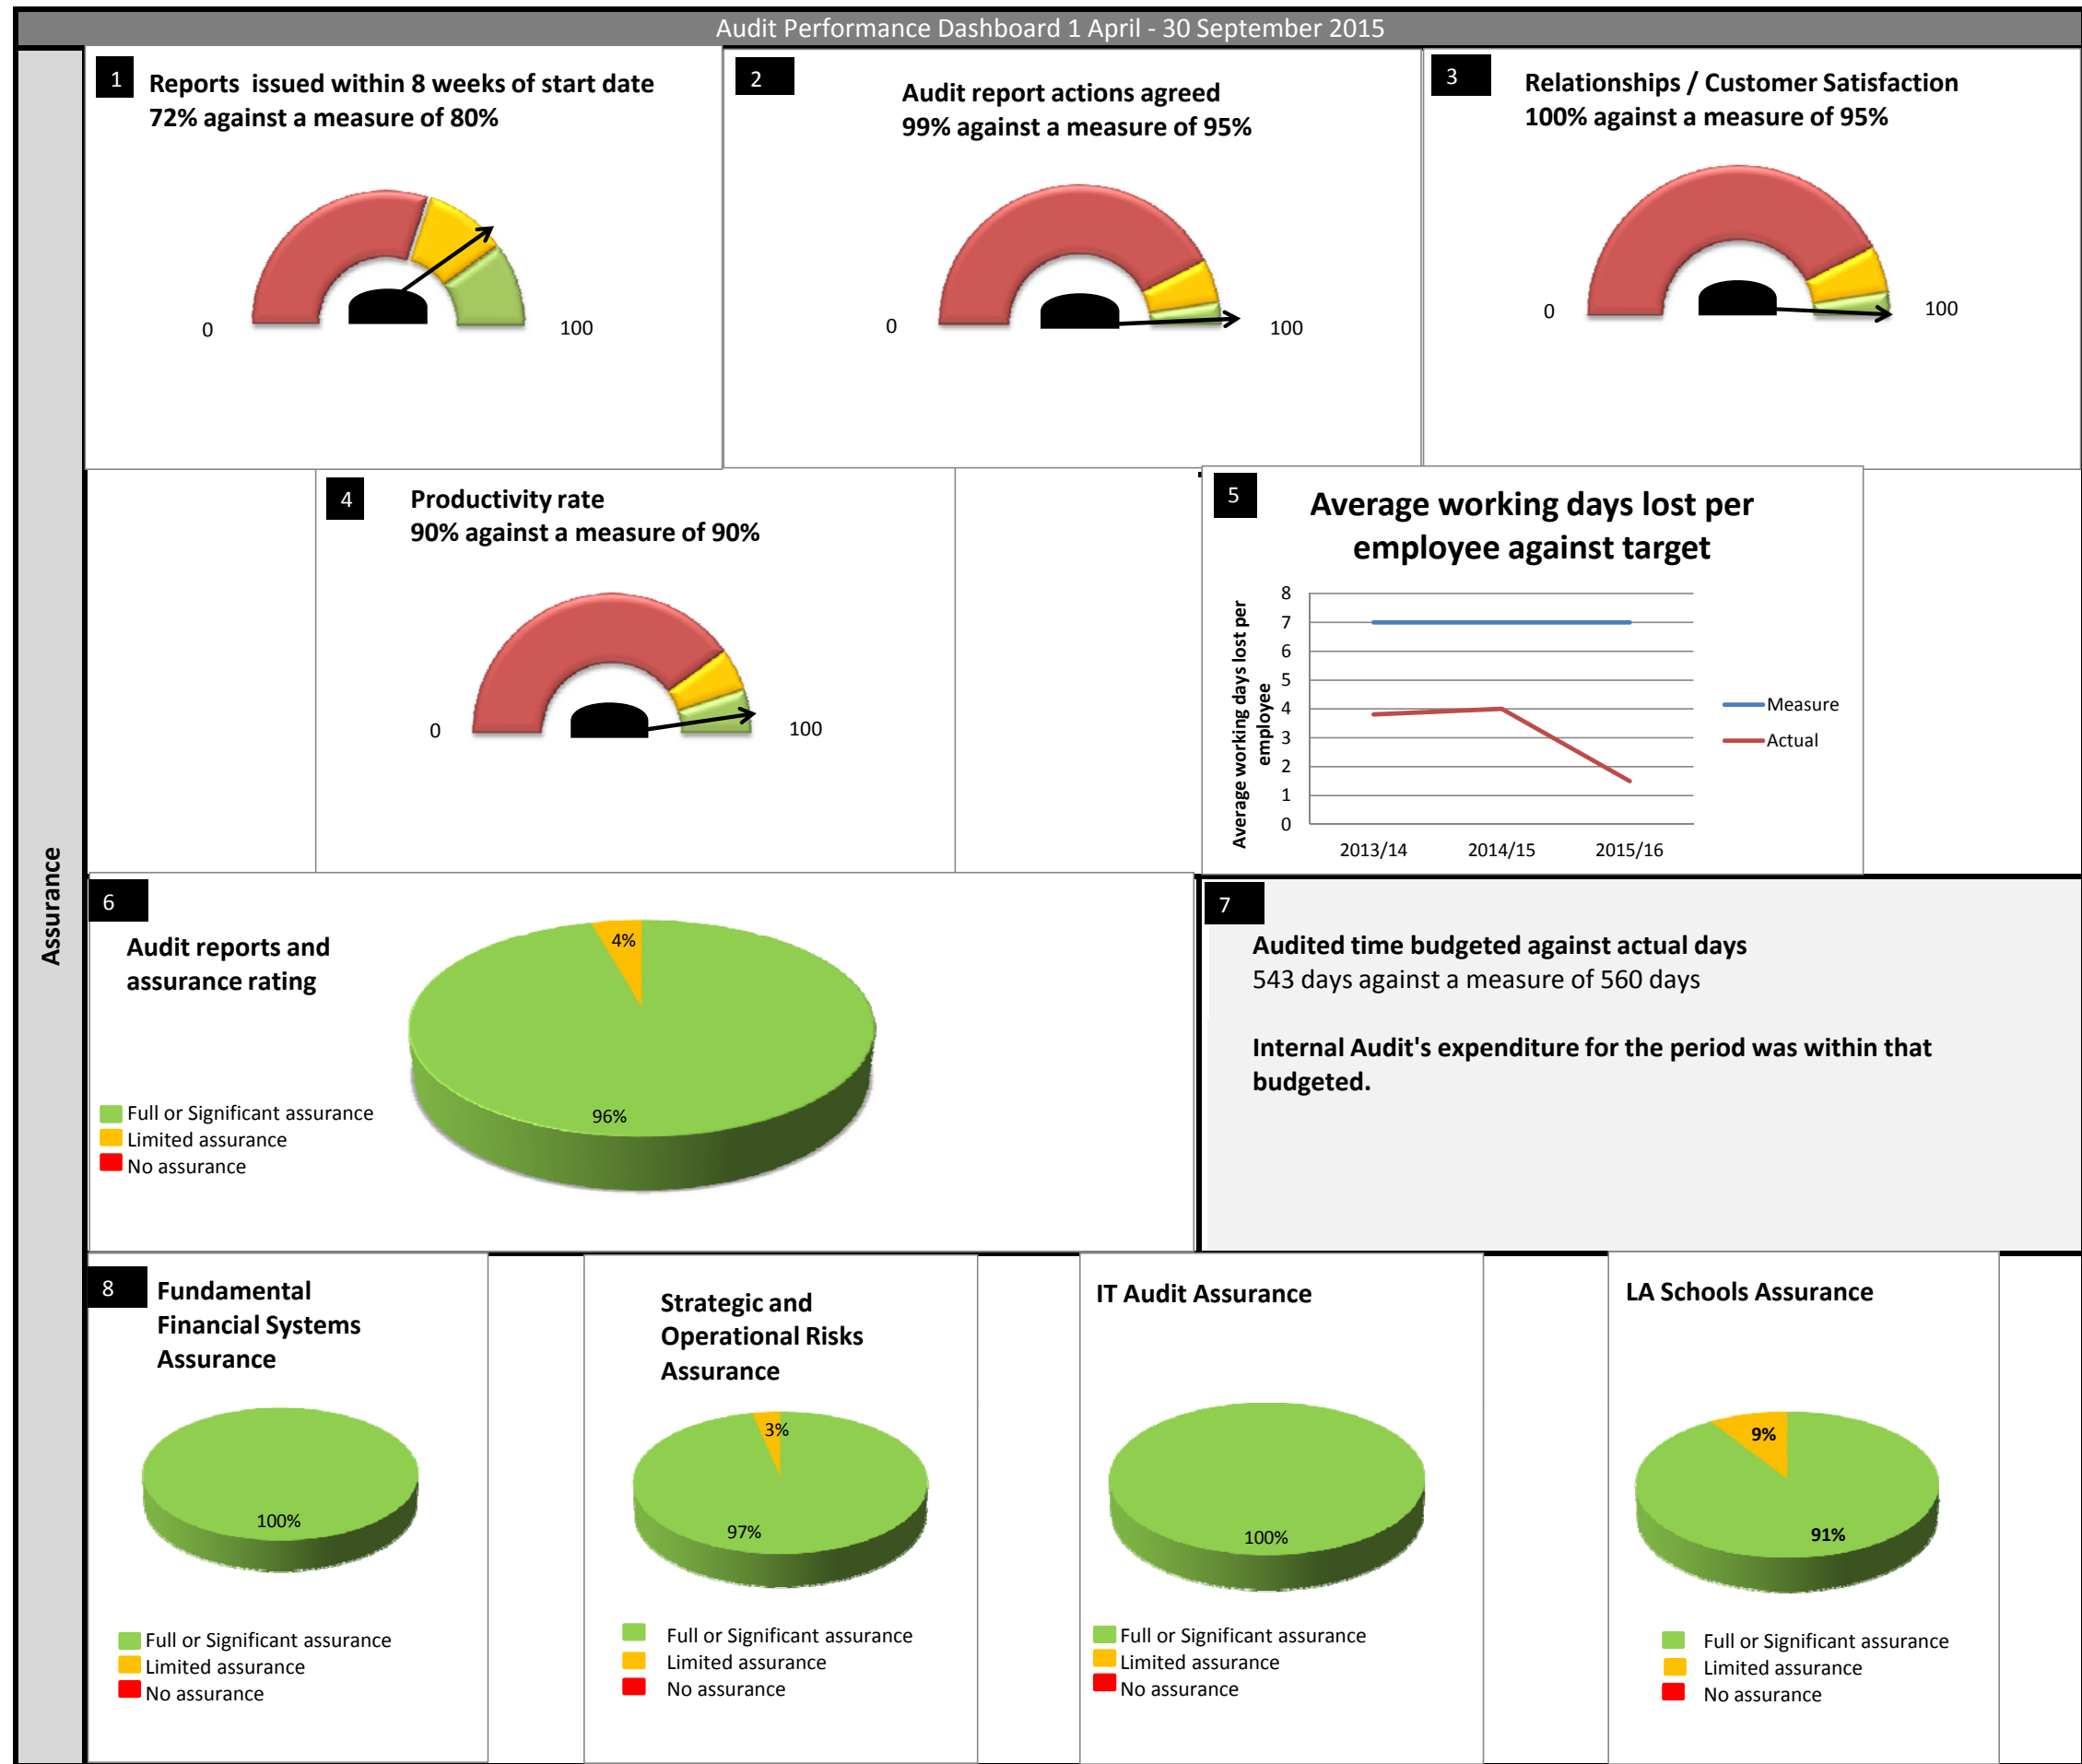 Audit Performance Dashboard 1 April - 30 September 2015
Assurance
1
Reports issued within 8 weeks of start date
72% against a measure of 80%
0
100
2
Audit report actions agreed
99% against a measure of 95%
0
100
3
Relationships / Customer Satisfaction
100% against a measure of 95%
0
100
4
Productivity rate
90% against a measure of 90%
0
100
5
Average working days lost per
employee against target
Average working days lost per
employee
8
7
6
5
4
3
2
1
0
2013/14
2014/15
2015/16
Measure
Actual
6
Audit reports and
assurance rating
4%
96%
Full or Significant assurance
Limited assurance
No assurance
7
Audited time budgeted against actual days
543 days against a measure of 560 days
Internal Audit's expenditure for the period was within that
budgeted.
8
Fundamental
Financial Systems
Assurance
100%
Full or Significant assurance
Limited assurance
No assurance
Strategic and
Operational Risks
Assurance
3%
97%
Full or Significant assurance
Limited assurance
No assurance
IT Audit Assurance
100%
Full or Significant assurance
Limited assurance
No assurance
LA Schools Assurance
9%
91%
Full or Significant assurance
Limited assurance
No assurance